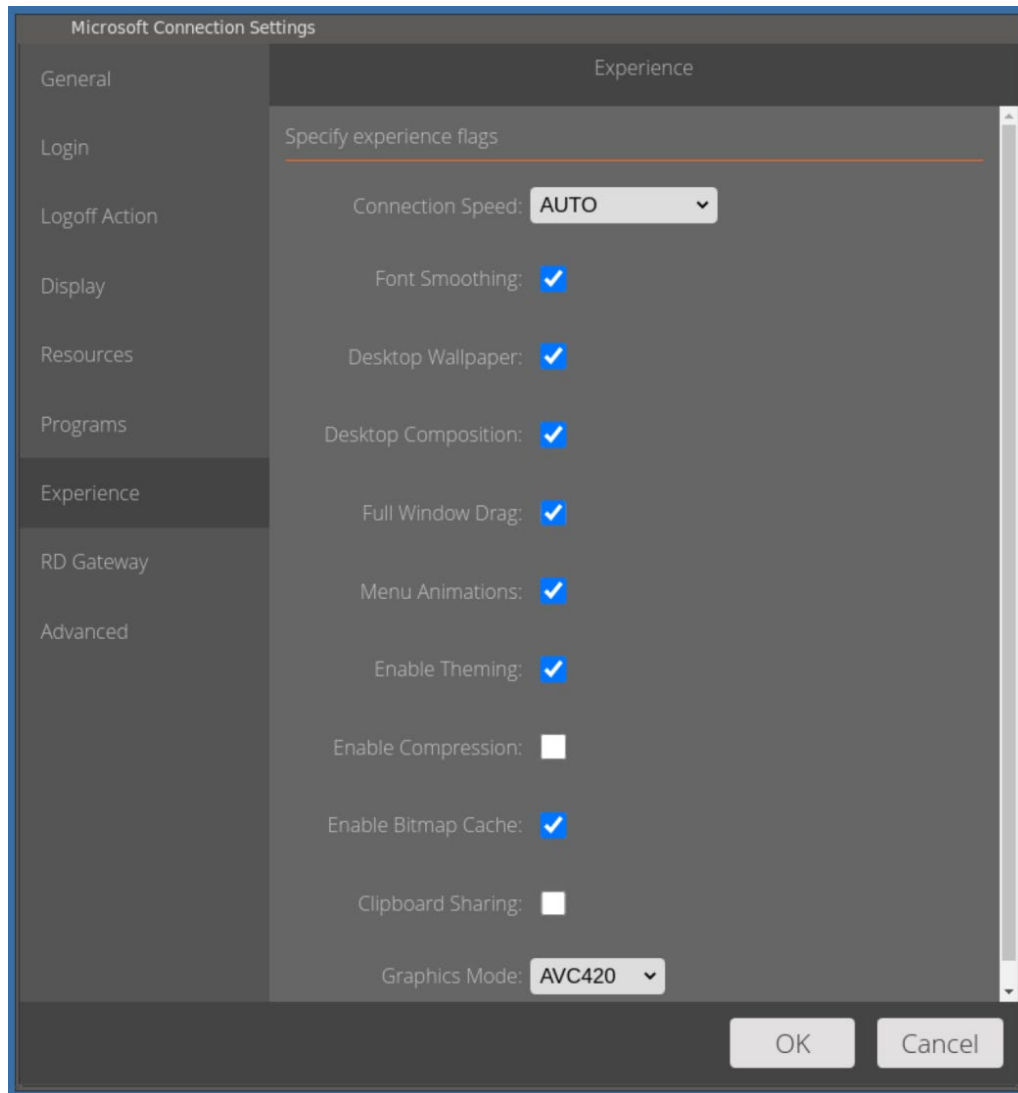 Microsoft Connection Settings
General
Login
Logoff Action
Display
Resources
Programs
Experience
RD Gateway
Advanced
Experience
Specify experience flags
Connection Speed: AUTO
Font Smoothing:
Desktop Wallpaper:
Desktop Composition:
Full Window Drag:
Menu Animations:
Enable Theming:
Enable Compression:
Enable Bitmap Cache:
Clipboard Sharing:
Graphics Mode: AVC420
OK Cancel